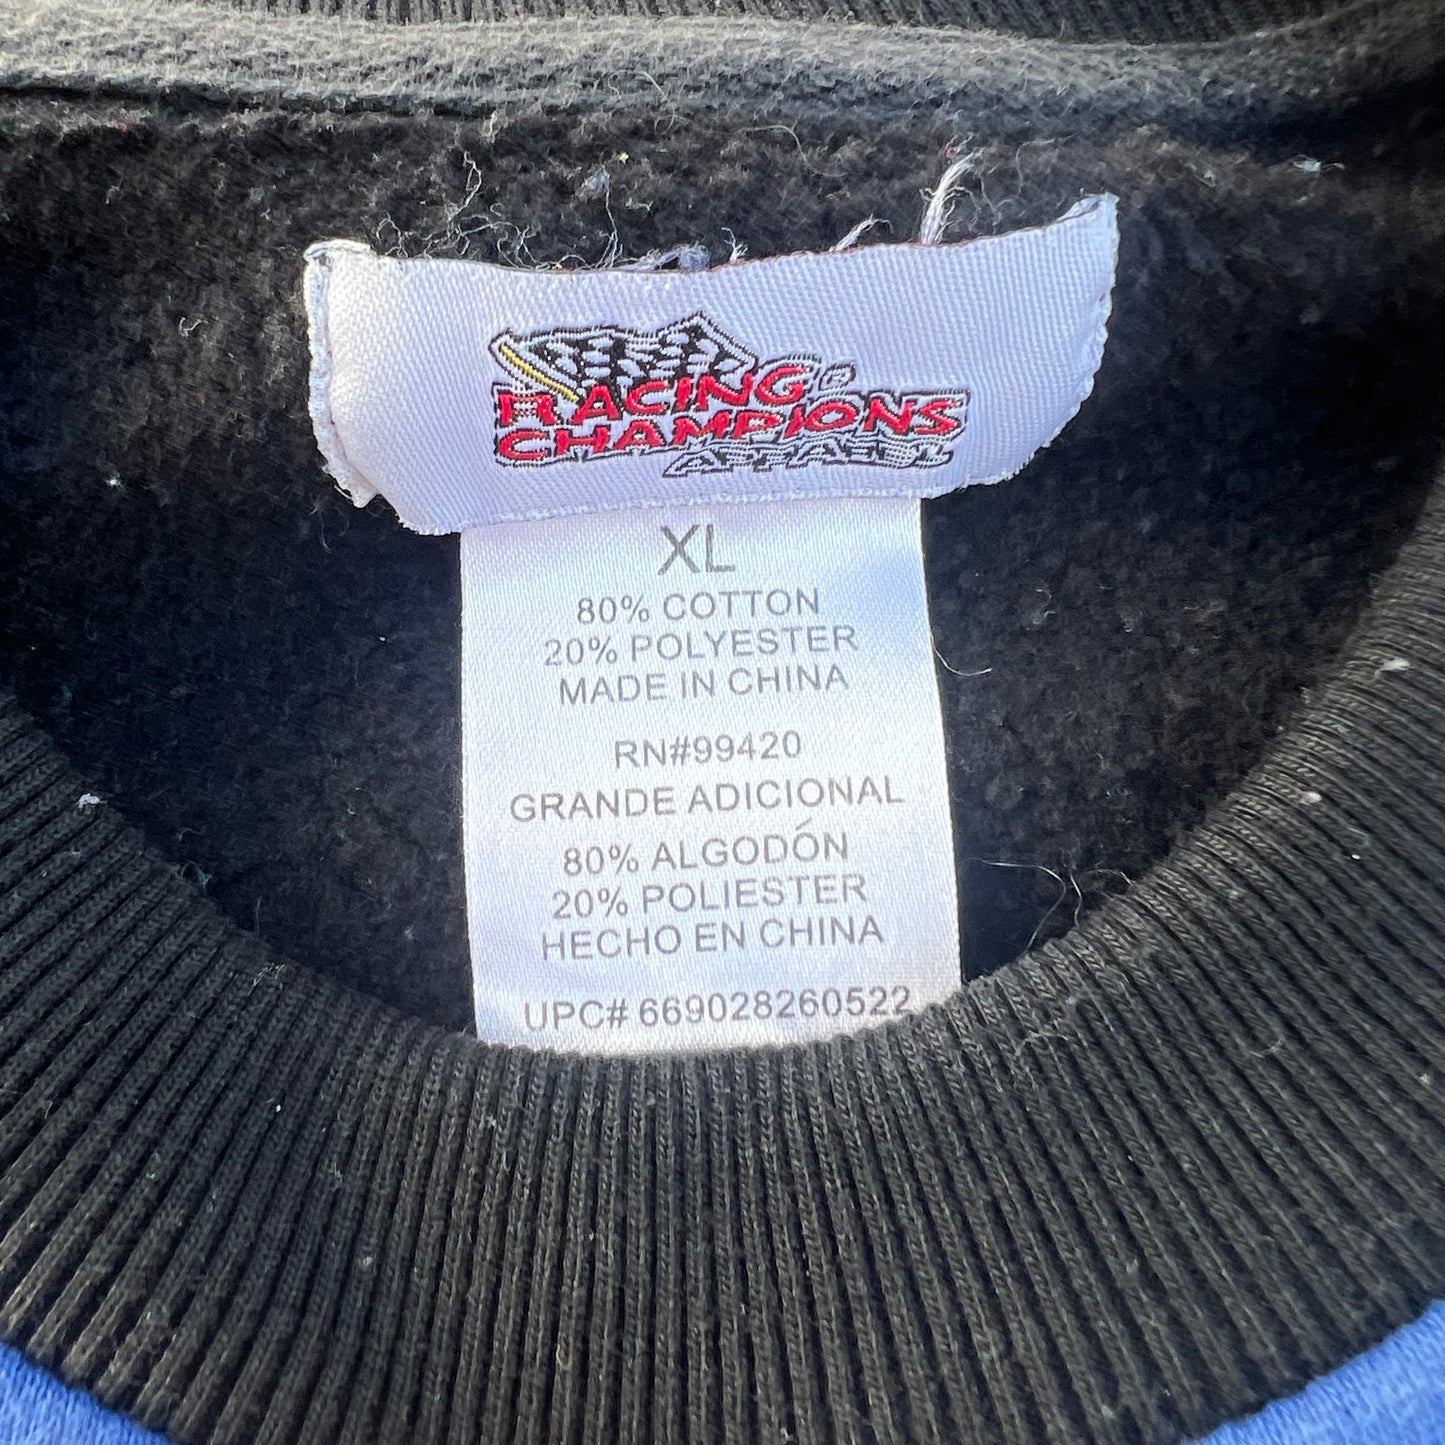 RACING®
CHAMPIONS
APPAREL
XL
80% COTTON
20% POLYESTER
MADE IN CHINA
RN#99420
GRANDE ADICIONAL
80% ALGODÓN
20% POLIESTER
HECHO EN CHINA
UPC# 669028260522